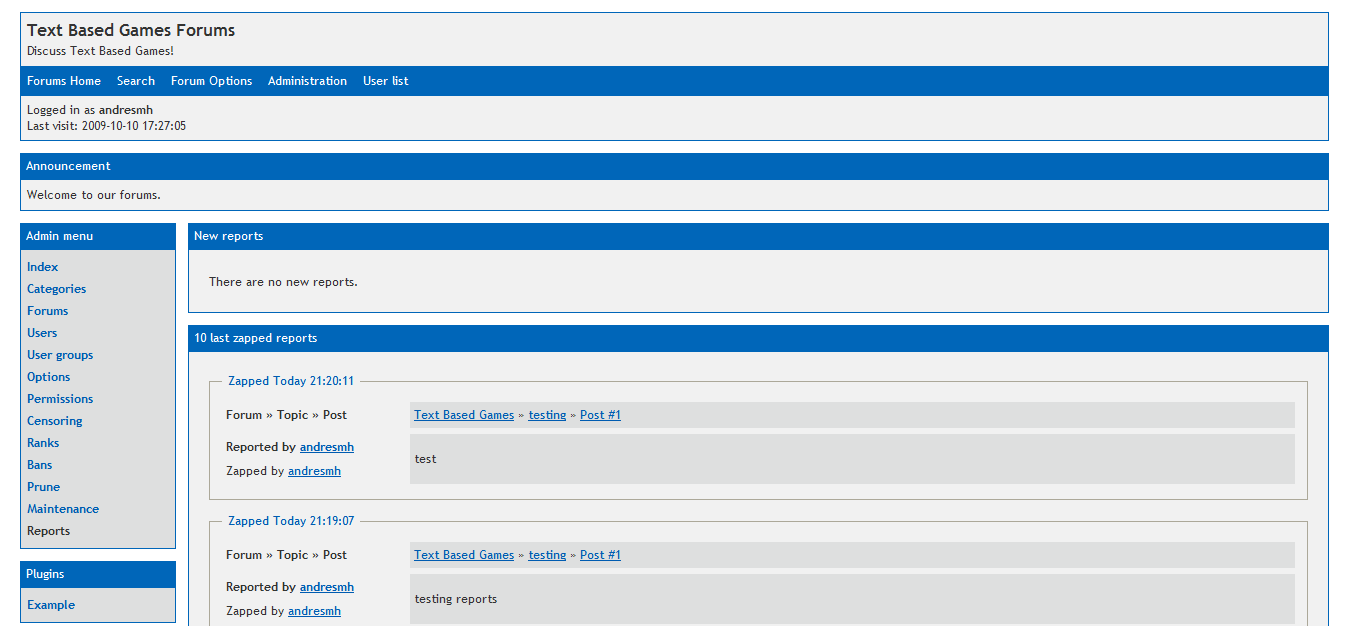 Text Based Games Forums
Discuss Text Based Games!
Forums Home Search Forum Options Administration User list
Logged in as andresmh
Last visit: 2009-10-10 17:27:05
Announcement
Welcome to our forums.
Admin menu
Index
Categories
Forums
Users
User groups
Options
Permissions
Censoring
Ranks
Bans
Prune
Maintenance
Reports
Plugins
Example
New reports
There are no new reports.
10 last zapped reports
Zapped Today 21:20:11
Forum » Topic » Post Text Based Games » testing » Post #1
Reported by andresmh
Zapped by andresmh
test
Zapped Today 21:19:07
Forum » Topic » Post Text Based Games » testing » Post #1
Reported by andresmh
Zapped by andresmh
testing reports